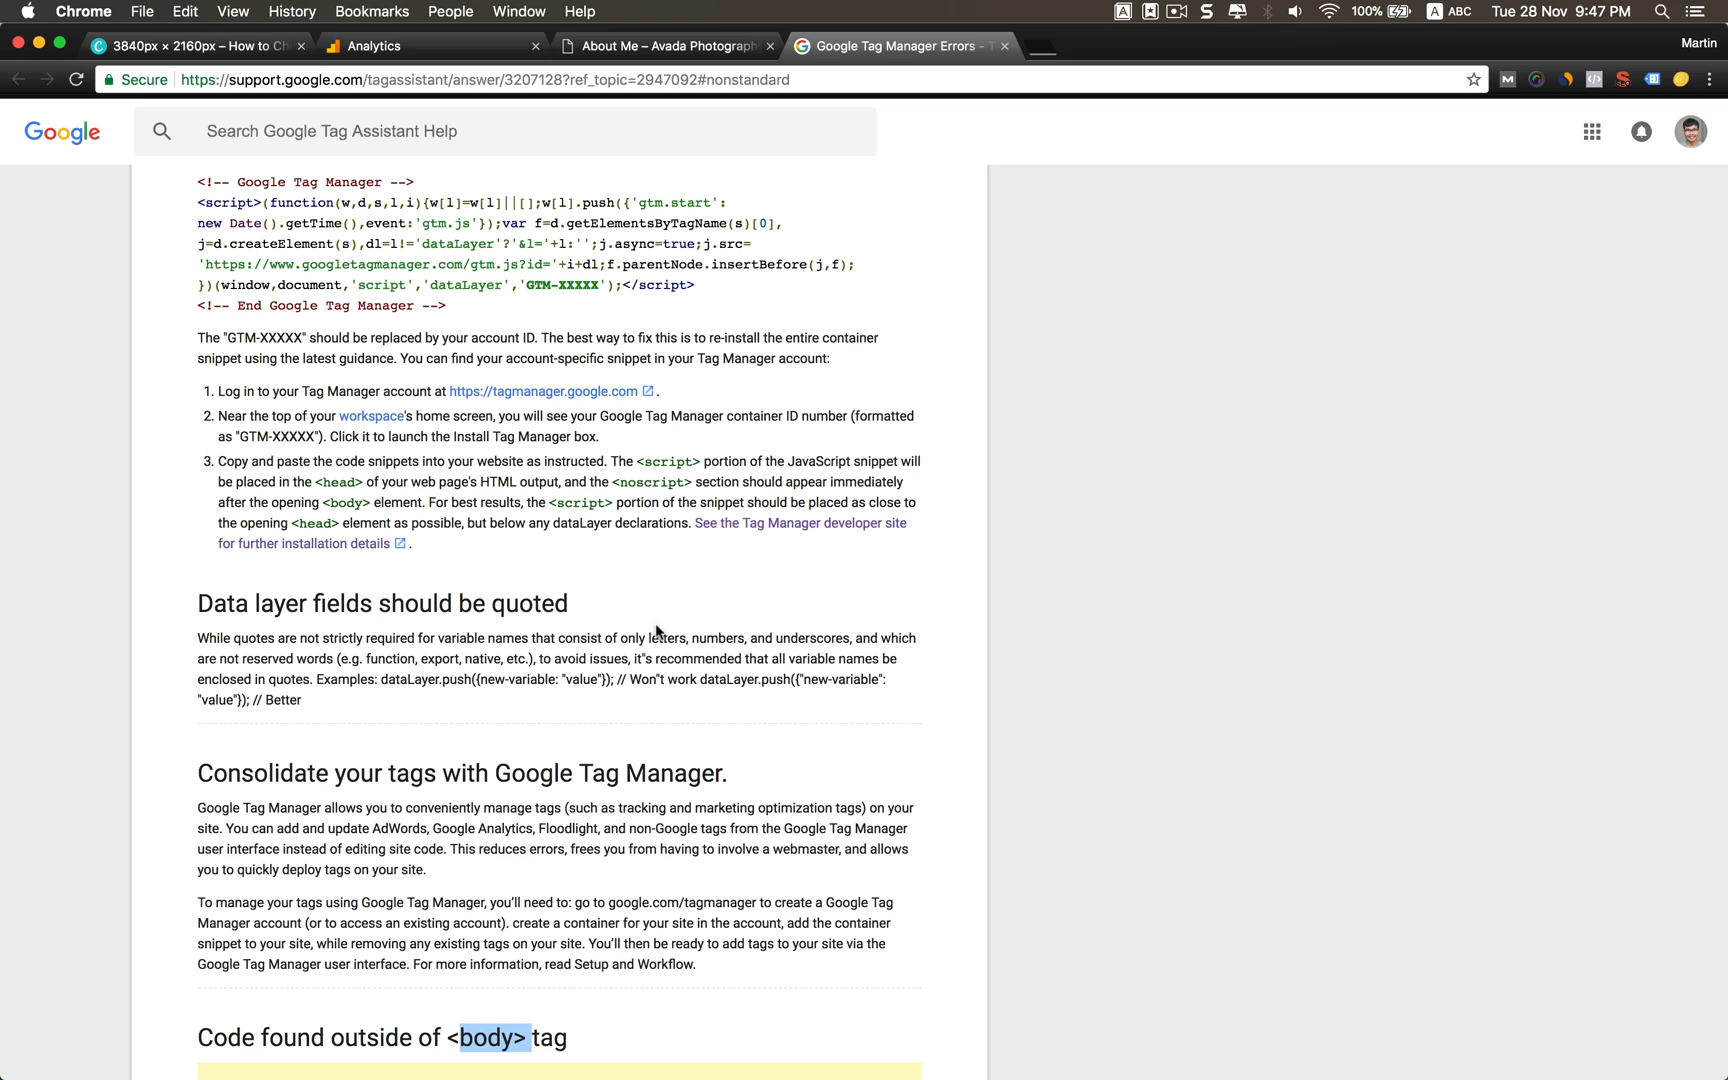 Chrome File Edit View History Bookmarks People Window Help 100% ABC Tue 28 Nov 9:47 PM
3840px × 2160px – How to Ch Analytics About Me – Avada Photograph Google Tag Manager Errors - T Martin
Secure https://support.google.com/tagassistant/answer/3207128?ref_topic=2947092#nonstandard
Google Search Google Tag Assistant Help
<!-- Google Tag Manager -->
<script>(function(w,d,s,l,i){w[l]=w[l]||[];w[l].push({'gtm.start':
new Date().getTime(),event:'gtm.js'});var f=d.getElementsByTagName(s)[0],
j=d.createElement(s),dl=l!='dataLayer'?'&l='+l:'';j.async=true;j.src=
'https://www.googletagmanager.com/gtm.js?id='+i+dl;f.parentNode.insertBefore(j,f);
})(window,document,'script','dataLayer','GTM-XXXXX');</script>
<!-- End Google Tag Manager -->
The "GTM-XXXXX" should be replaced by your account ID. The best way to fix this is to re-install the entire container
snippet using the latest guidance. You can find your account-specific snippet in your Tag Manager account:
1. Log in to your Tag Manager account at https://tagmanager.google.com .
2. Near the top of your workspace's home screen, you will see your Google Tag Manager container ID number (formatted
as "GTM-XXXXX"). Click it to launch the Install Tag Manager box.
3. Copy and paste the code snippets into your website as instructed. The <script> portion of the JavaScript snippet will
be placed in the <head> of your web page's HTML output, and the <noscript> section should appear immediately
after the opening <body> element. For best results, the <script> portion of the snippet should be placed as close to
the opening <head> element as possible, but below any dataLayer declarations. See the Tag Manager developer site
for further installation details .
Data layer fields should be quoted
While quotes are not strictly required for variable names that consist of only letters, numbers, and underscores, and which
are not reserved words (e.g. function, export, native, etc.), to avoid issues, it"s recommended that all variable names be
enclosed in quotes. Examples: dataLayer.push({new-variable: "value"}); // Won"t work dataLayer.push({"new-variable":
"value"}); // Better
Consolidate your tags with Google Tag Manager.
Google Tag Manager allows you to conveniently manage tags (such as tracking and marketing optimization tags) on your
site. You can add and update AdWords, Google Analytics, Floodlight, and non-Google tags from the Google Tag Manager
user interface instead of editing site code. This reduces errors, frees you from having to involve a webmaster, and allows
you to quickly deploy tags on your site.
To manage your tags using Google Tag Manager, you'll need to: go to google.com/tagmanager to create a Google Tag
Manager account (or to access an existing account). create a container for your site in the account, add the container
snippet to your site, while removing any existing tags on your site. You'll then be ready to add tags to your site via the
Google Tag Manager user interface. For more information, read Setup and Workflow.
Code found outside of <body> tag